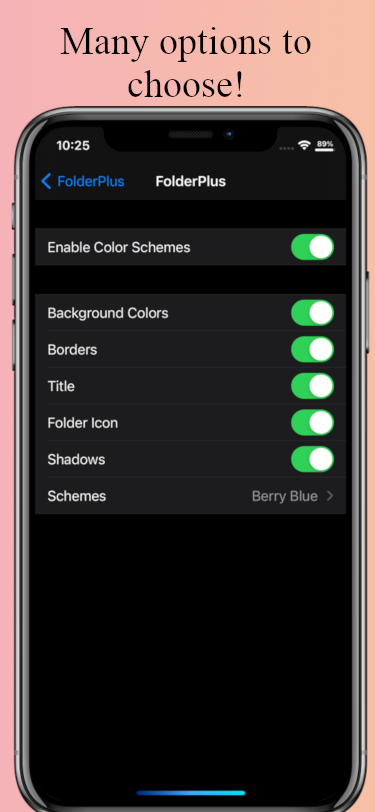 Many options to
choose!
10:25
89%
FolderPlus FolderPlus
Enable Color Schemes
Background Colors
Borders
Title
Folder Icon
Shadows
Schemes Berry Blue